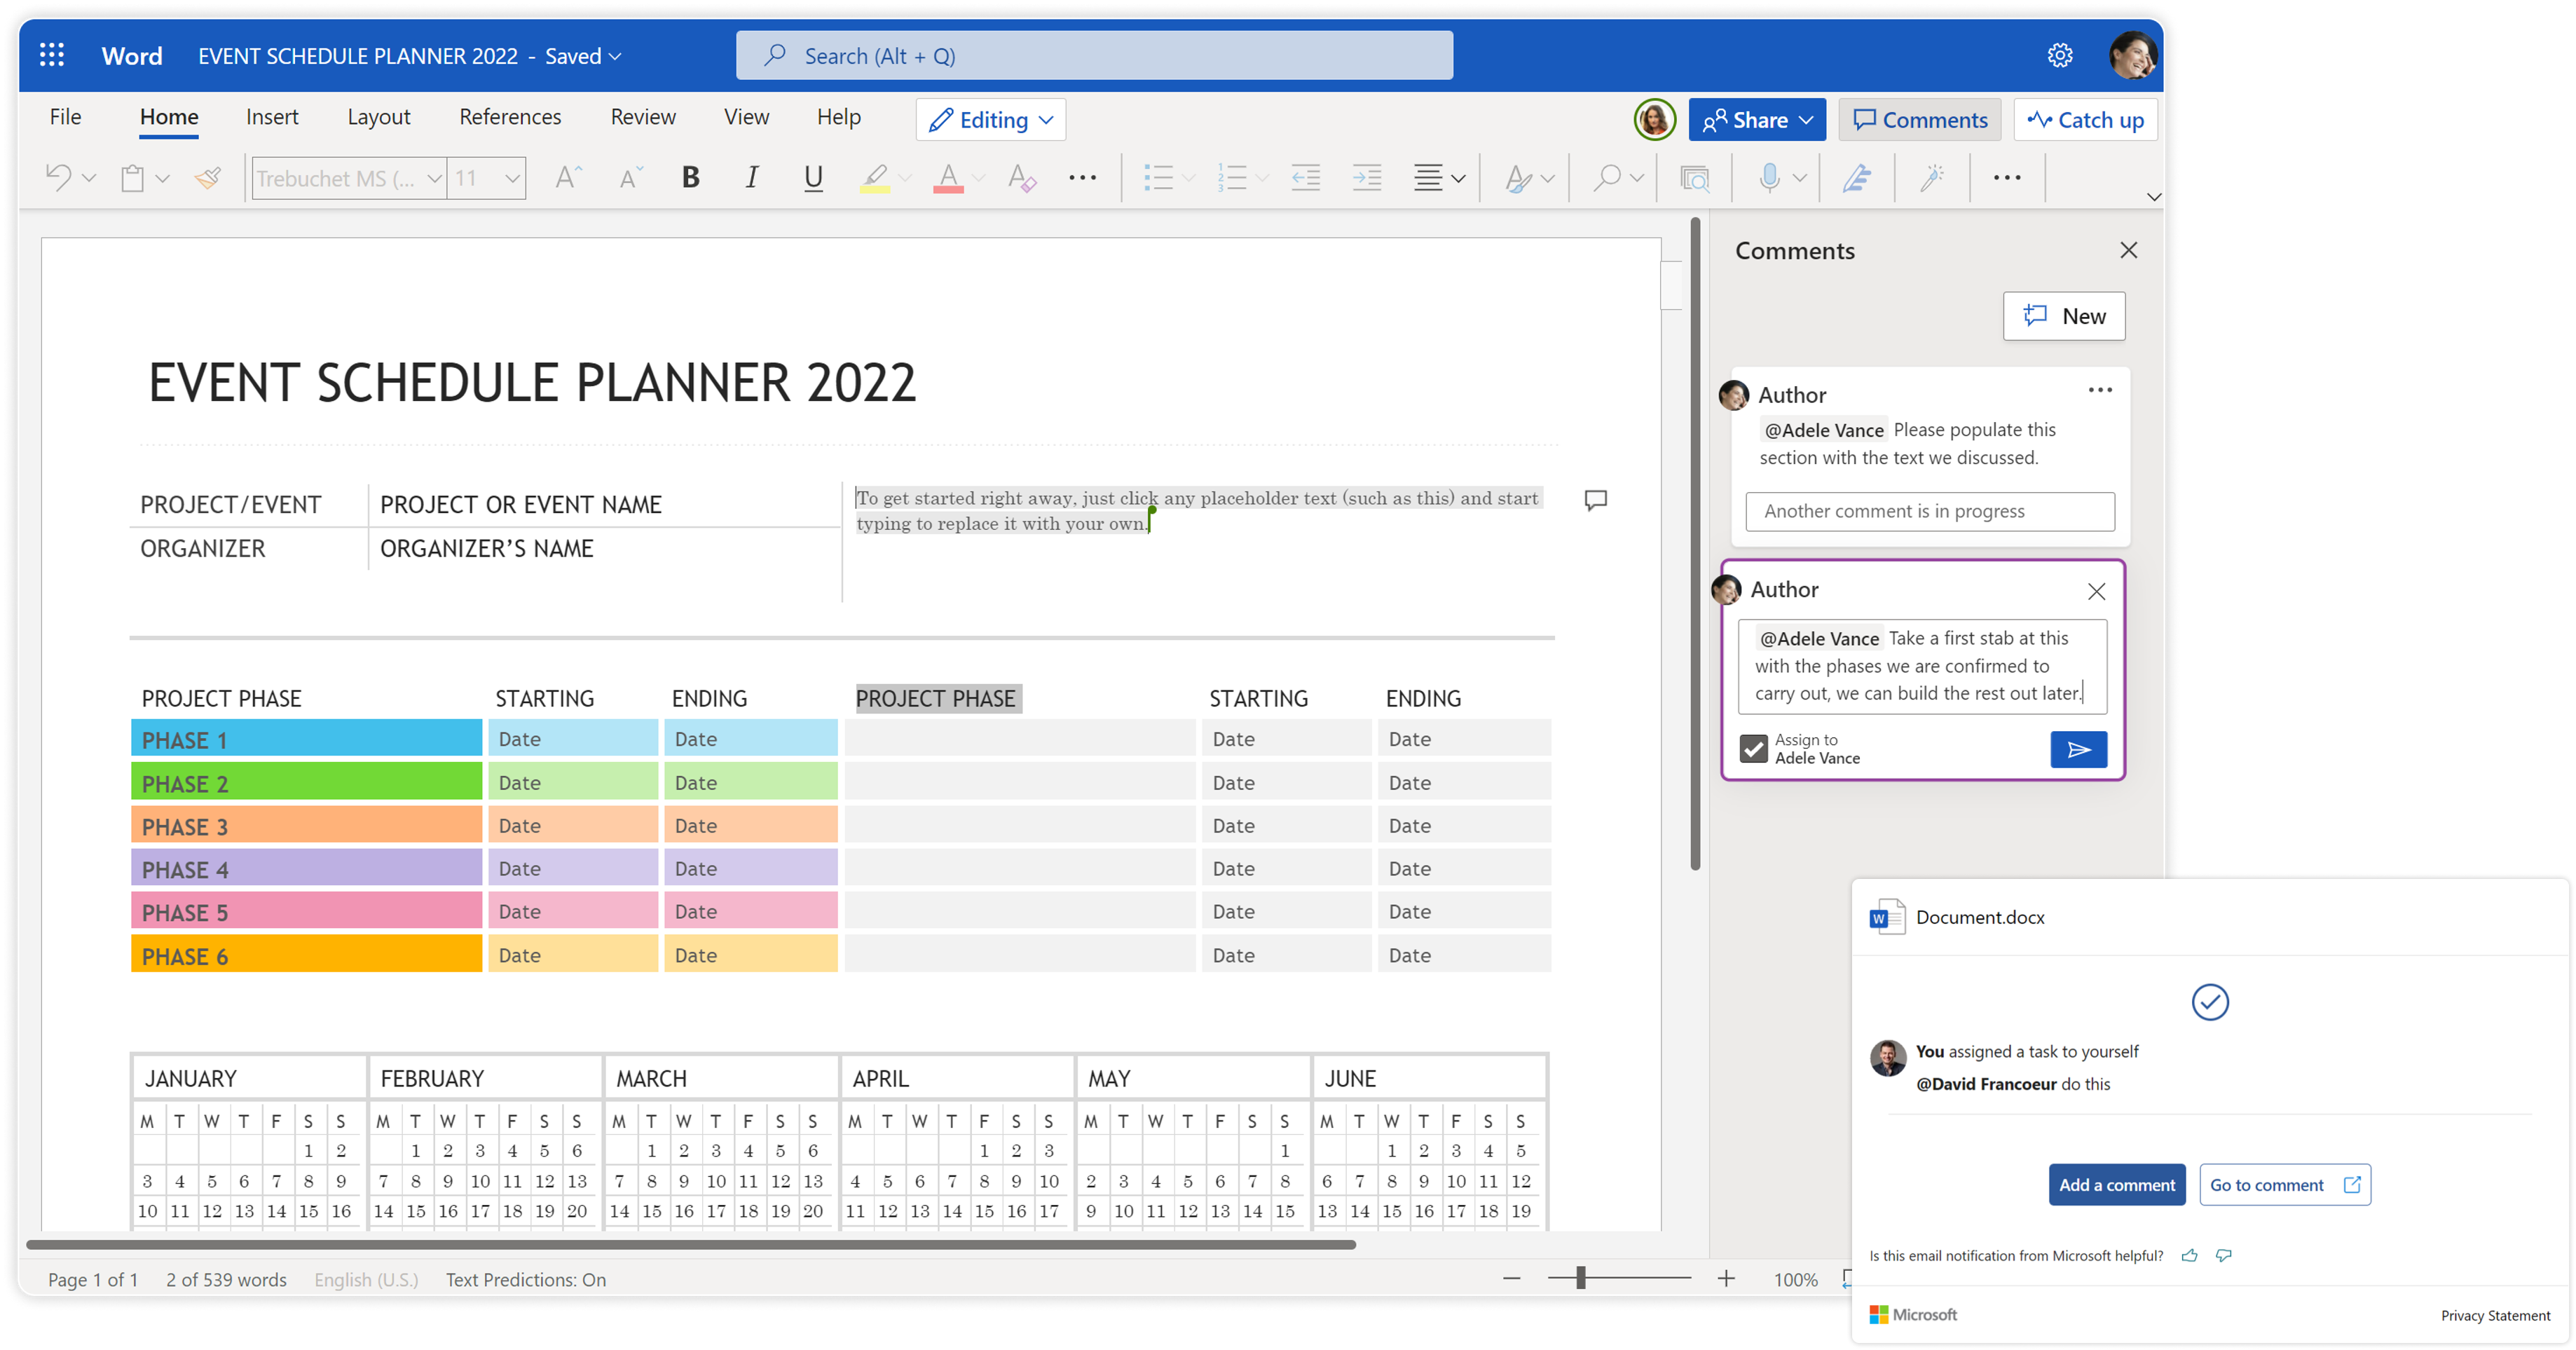 Word EVENT SCHEDULE PLANNER 2022 - Saved Search (Alt + Q)
File Home Insert Layout References Review View Help Editing Share Comments Catch up
Trebuchet MS (... 11 A A B I U A A
EVENT SCHEDULE PLANNER 2022
PROJECT/EVENT PROJECT OR EVENT NAME
ORGANIZER ORGANIZER’S NAME
To get started right away, just click any placeholder text (such as this) and start
typing to replace it with your own.
PROJECT PHASE STARTING ENDING PROJECT PHASE STARTING ENDING
PHASE 1 Date Date Date Date
PHASE 2 Date Date Date Date
PHASE 3 Date Date Date Date
PHASE 4 Date Date Date Date
PHASE 5 Date Date Date Date
PHASE 6 Date Date Date Date
JANUARY FEBRUARY MARCH APRIL MAY JUNE
M T W T F S S M T W T F S S M T W T F S S M T W T F S S M T W T F S S M T W T F S S
1 2 1 2 3 4 5 6 1 2 3 4 5 6 1 2 3 1 1 2 3 4 5
3 4 5 6 7 8 9 7 8 9 10 11 12 13 7 8 9 10 11 12 13 4 5 6 7 8 9 10 2 3 4 5 6 7 8 6 7 8 9 10 11 12
10 11 12 13 14 15 16 14 15 16 17 18 19 20 14 15 16 17 18 19 20 11 12 13 14 15 16 17 9 10 11 12 13 14 15 13 14 15 16 17 18 19
Page 1 of 1 2 of 539 words English (U.S.) Text Predictions: On 100%
Comments
New
Author
@Adele Vance Please populate this
section with the text we discussed.
Another comment is in progress
Author
@Adele Vance Take a first stab at this
with the phases we are confirmed to
carry out, we can build the rest out later.
Assign to
Adele Vance
Document.docx
You assigned a task to yourself
@David Francoeur do this
Add a comment Go to comment
Is this email notification from Microsoft helpful?
Microsoft Privacy Statement